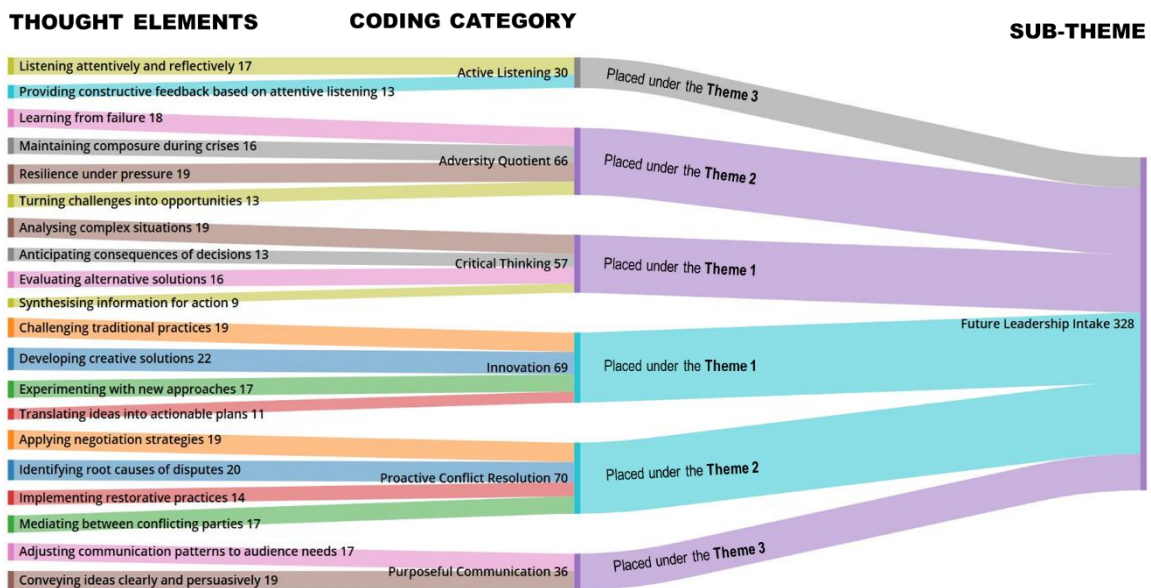 THOUGHT ELEMENTS
CODING CATEGORY
SUB-THEME
Listening attentively and reflectively 17
Providing constructive feedback based on attentive listening 13
Learning from failure 18
Maintaining composure during crises 16
Resilience under pressure 19
Turning challenges into opportunities 13
Analysing complex situations 19
Anticipating consequences of decisions 13
Evaluating alternative solutions 16
Synthesising information for action 9
Challenging traditional practices 19
Developing creative solutions 22
Experimenting with new approaches 17
Translating ideas into actionable plans 11
Applying negotiation strategies 19
Identifying root causes of disputes 20
Implementing restorative practices 14
Mediating between conflicting parties 17
Adjusting communication patterns to audience needs 17
Conveying ideas clearly and persuasively 19
Active Listening 30
Adversity Quotient 66
Critical Thinking 57
Innovation 69
Proactive Conflict Resolution 70
Purposeful Communication 36
Placed under the Theme 3
Placed under the Theme 2
Placed under the Theme 1
Placed under the Theme 1
Placed under the Theme 2
Placed under the Theme 3
Future Leadership Intake 328